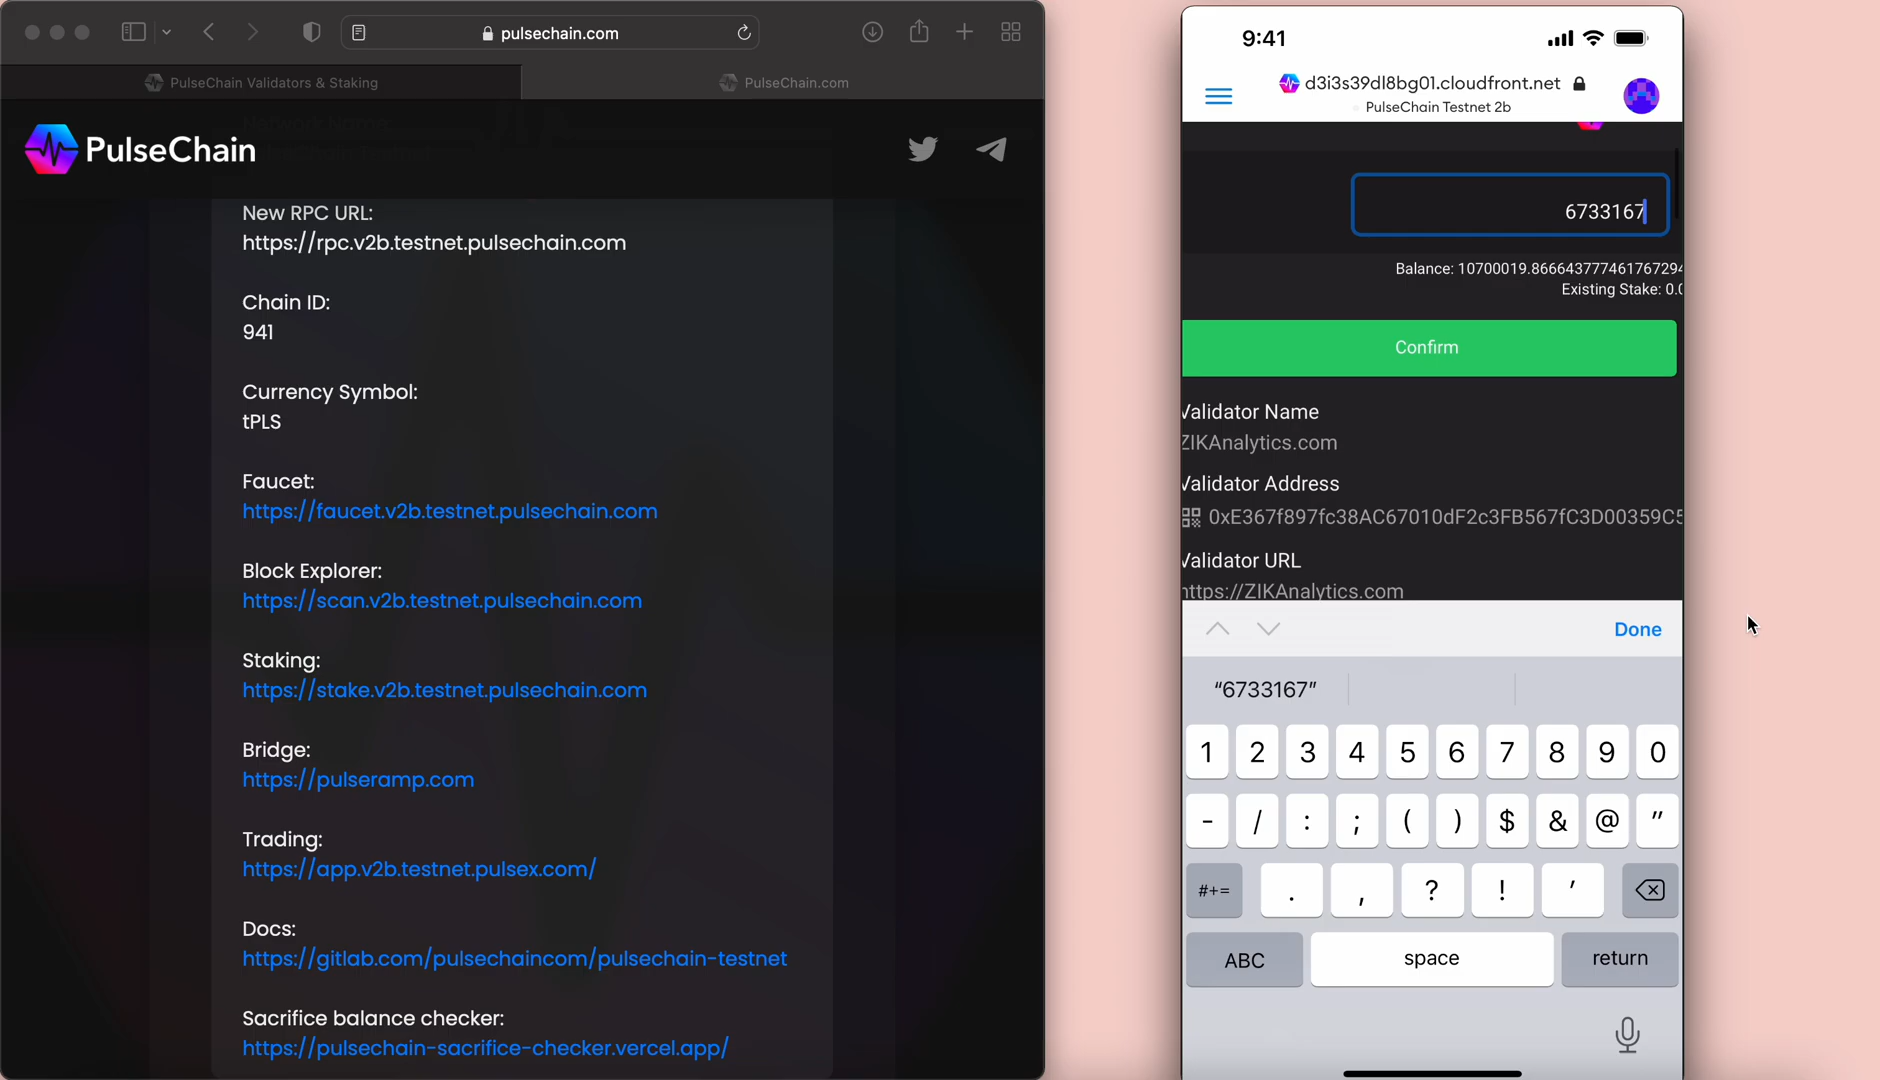 pulsechain.com
PulseChain Validators & Staking
PulseChain.com
PulseChain
Network Name:
New RPC URL:
https://rpc.v2b.testnet.pulsechain.com
Chain ID:
941
Currency Symbol:
tPLS
Faucet:
https://faucet.v2b.testnet.pulsechain.com
Block Explorer:
https://scan.v2b.testnet.pulsechain.com
Staking:
https://stake.v2b.testnet.pulsechain.com
Bridge:
https://pulseramp.com
Trading:
https://app.v2b.testnet.pulsex.com/
Docs:
https://gitlab.com/pulsechaincom/pulsechain-testnet
Sacrifice balance checker:
https://pulsechain-sacrifice-checker.vercel.app/
9:41
d3i3s39dl8bg01.cloudfront.net
PulseChain Testnet 2b
6733167
Balance: 10700019.86664377746176729
Existing Stake: 0.0
Confirm
Validator Name
ZIKAnalytics.com
Validator Address
0xE367f897fc38AC67010dF2c3FB567fC3D00359C5
Validator URL
https://ZIKAnalytics.com
Done
“6733167”
1 2 3 4 5 6 7 8 9 0
- / : ; ( ) $ & @ ”
#+= . , ? ! ’
ABC space return